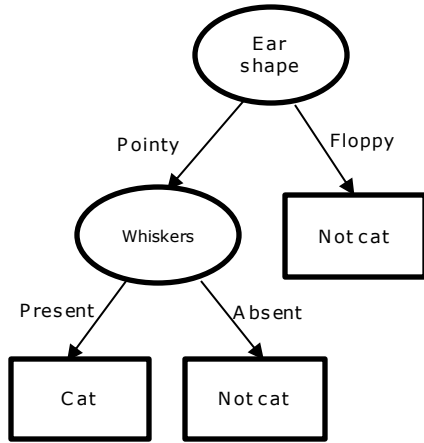 Ear
shape
Pointy
Floppy
Whiskers
Not cat
Present
Absent
Cat
Not cat